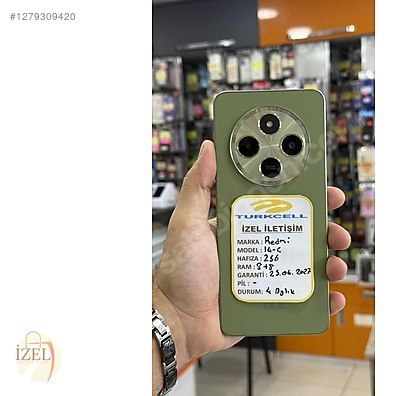 #1279309420
TURKCELL
İZEL İLETİŞİM
MARKA : Redmi
MODEL : 14-C
HAFIZA : 256
RAM : 8+8
GARANTİ : 25.06.2027
PİL : -
DURUM: 4 Aylık
İZEL